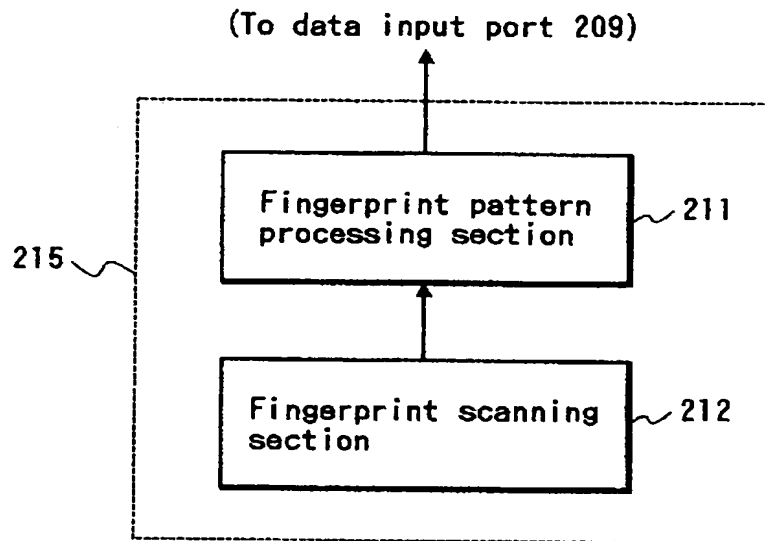 (To data input port 209)
Fingerprint pattern
processing section
211
215
Fingerprint scanning
section
212